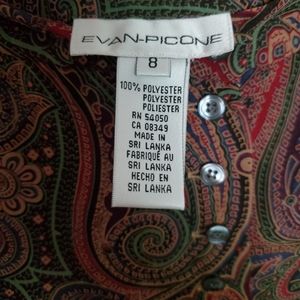 EVAN-PICONE
8
100% POLYESTER
POLYESTER
POLIESTER
RN 54050
CA 08349
MADE IN
SRI LANKA
FABRIQUÉ AU
SRI LANKA
HECHO EN
SRI LANKA